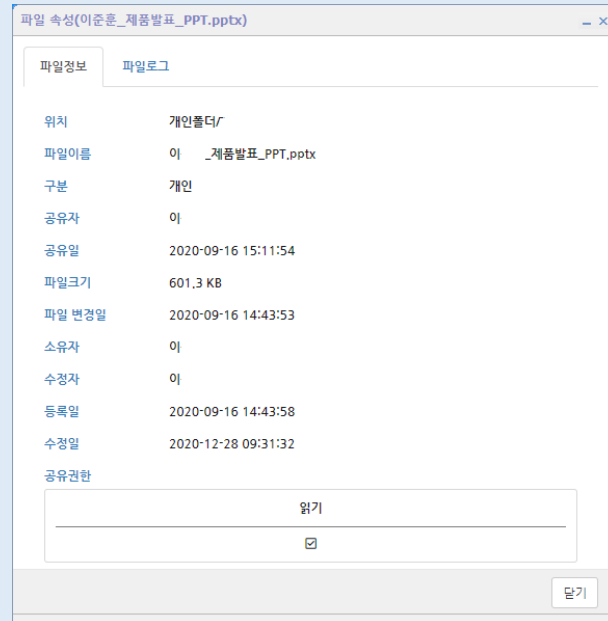 파일 속성(이준훈_제품발표_PPT.pptx)
파일정보 파일로그
위치 개인폴더/
파일이름 이 _제품발표_PPT.pptx
구분 개인
공유자 이
공유일 2020-09-16 15:11:54
파일크기 601.3 KB
파일 변경일 2020-09-16 14:43:53
소유자 이
수정자 이
등록일 2020-09-16 14:43:58
수정일 2020-12-28 09:31:32
공유권한
읽기
닫기